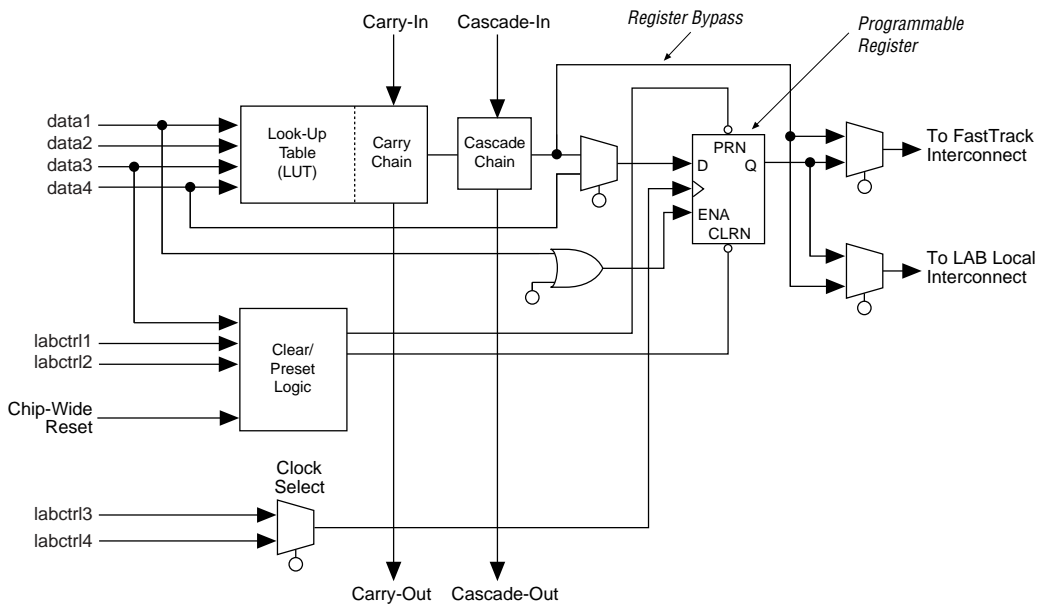 Carry-In
Cascade-In
Register Bypass
Programmable
Register
data1
data2
data3
data4
Look-Up
Table
(LUT)
Carry
Chain
Cascade
Chain
PRN
D
Q
ENA
CLRN
To FastTrack
Interconnect
To LAB Local
Interconnect
labctrl1
labctrl2
Clear/
Preset
Logic
Chip-Wide
Reset
Clock
Select
labctrl3
labctrl4
Carry-Out
Cascade-Out